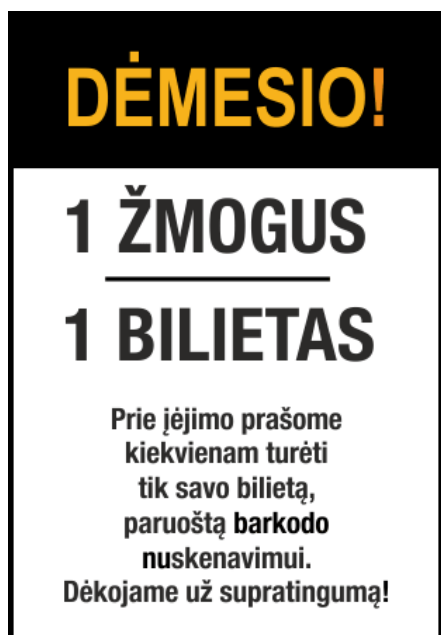 DĖMESIO!
1 ŽMOGUS
1 BILIETAS
Prie įėjimo prašome
kiekvienam turėti
tik savo bilietą,
paruoštą barkodo
nuskenavimui.
Dėkojame už supratingumą!